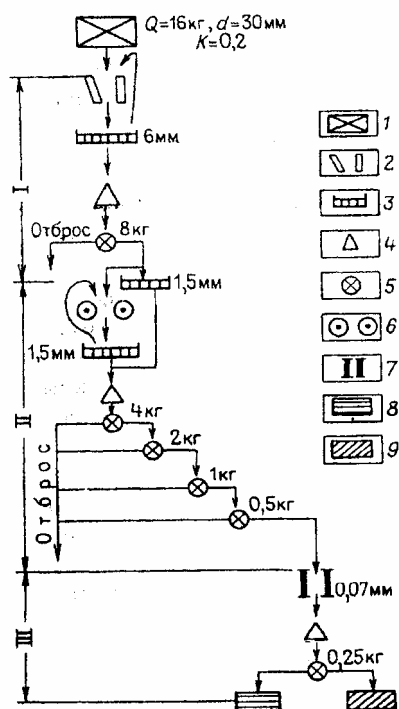 Q=16кг, d=30мм
K=0,2
1
2
6мм
3
I
4
Отброс
8кг
5
1,5мм
6
1,5мм
7
II
4кг
8
2кг
9
1кг
Отброс
0,5кг
0,07мм
III
0,25кг